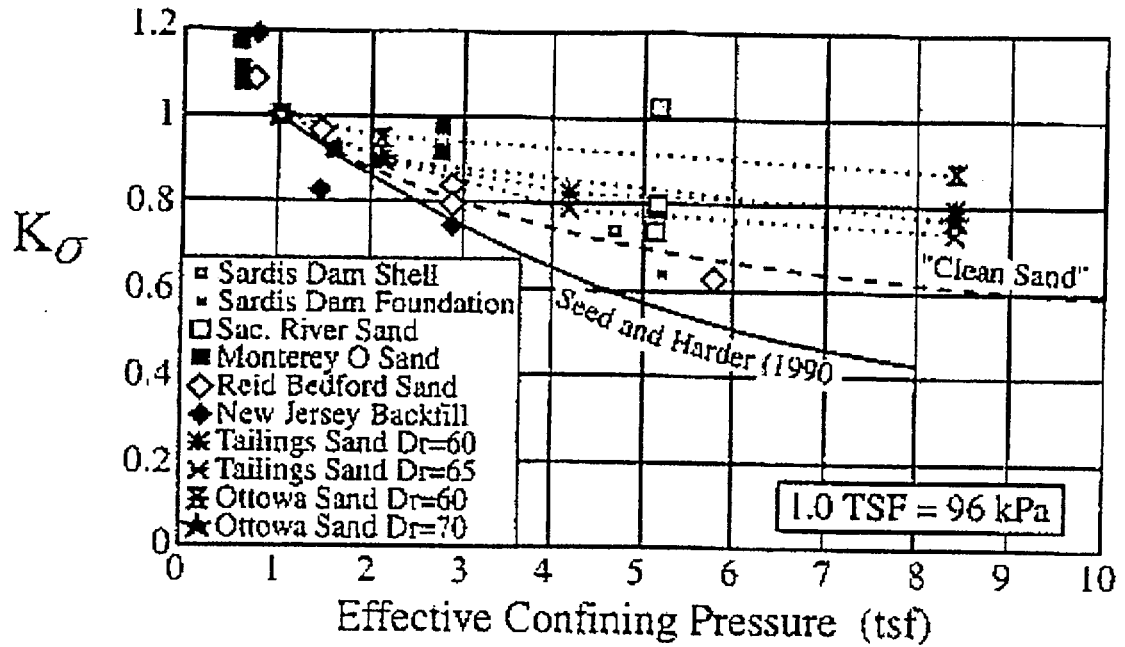 1.2
1
0.8
0.6
0.4
0.2
0
Kσ
Sardis Dam Shell
Sardis Dam Foundation
Sac. River Sand
Monterey O Sand
Reid Bedford Sand
New Jersey Backfill
Tailings Sand Dr=60
Tailings Sand Dr=65
Ottowa Sand Dr=60
Ottowa Sand Dr=70
"Clean Sand"
Seed and Harder (1990
1.0 TSF = 96 kPa
0 1 2 3 4 5 6 7 8 9 10
Effective Confining Pressure (tsf)